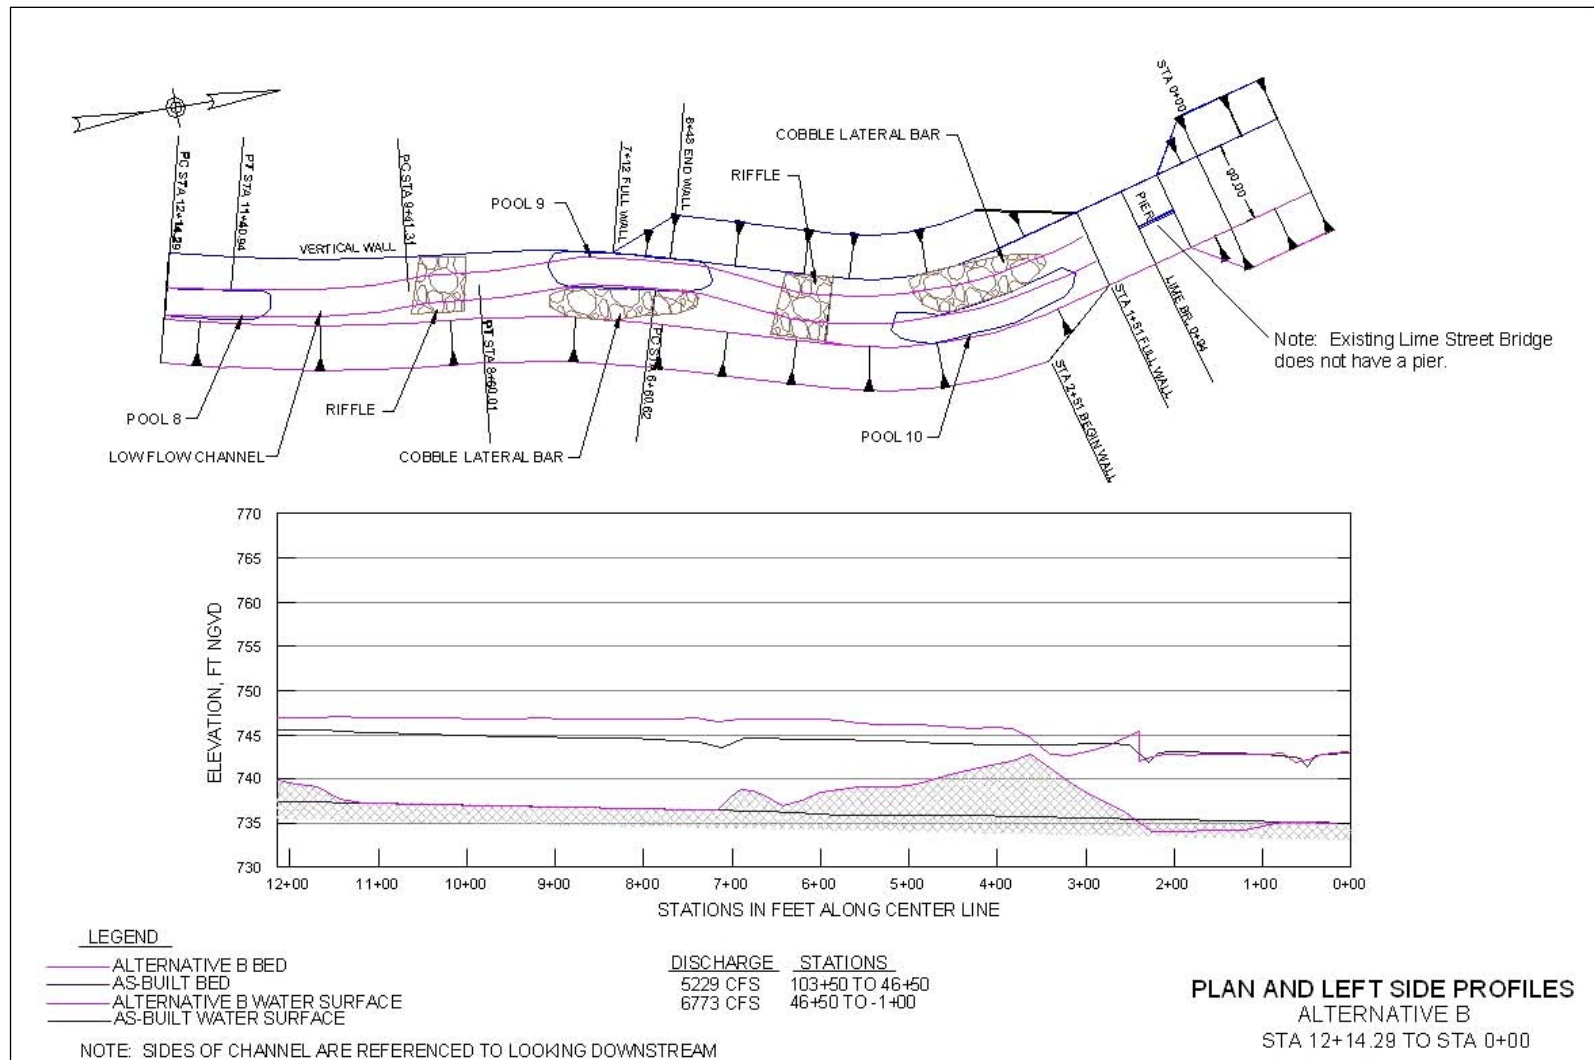 STA 0+00
COBBLE LATERAL BAR
8+48 END WALL
7+12 FULL WALL
RIFFLE
PC STA 12+14.29
PT STA 11+40.94
PC STA 9+41.31
POOL 9
90.00
PIER
VERTICAL WALL
LIME BR. 0+94
STA 1+51 FULL WALL
Note: Existing Lime Street Bridge
does not have a pier.
PT STA 8+60.01
PC STA 6+60.62
STA 2+51 BEGIN WALL
POOL 8
RIFFLE
POOL 10
LOW FLOW CHANNEL
COBBLE LATERAL BAR
770
765
760
755
750
745
740
735
730
ELEVATION, FT NGVD
12+00 11+00 10+00 9+00 8+00 7+00 6+00 5+00 4+00 3+00 2+00 1+00 0+00
STATIONS IN FEET ALONG CENTER LINE
LEGEND
ALTERNATIVE B BED
AS-BUILT BED
ALTERNATIVE B WATER SURFACE
AS-BUILT WATER SURFACE
DISCHARGE STATIONS
5229 CFS 103+50 TO 46+50
6773 CFS 46+50 TO -1+00
PLAN AND LEFT SIDE PROFILES
ALTERNATIVE B
STA 12+14.29 TO STA 0+00
NOTE: SIDES OF CHANNEL ARE REFERENCED TO LOOKING DOWNSTREAM